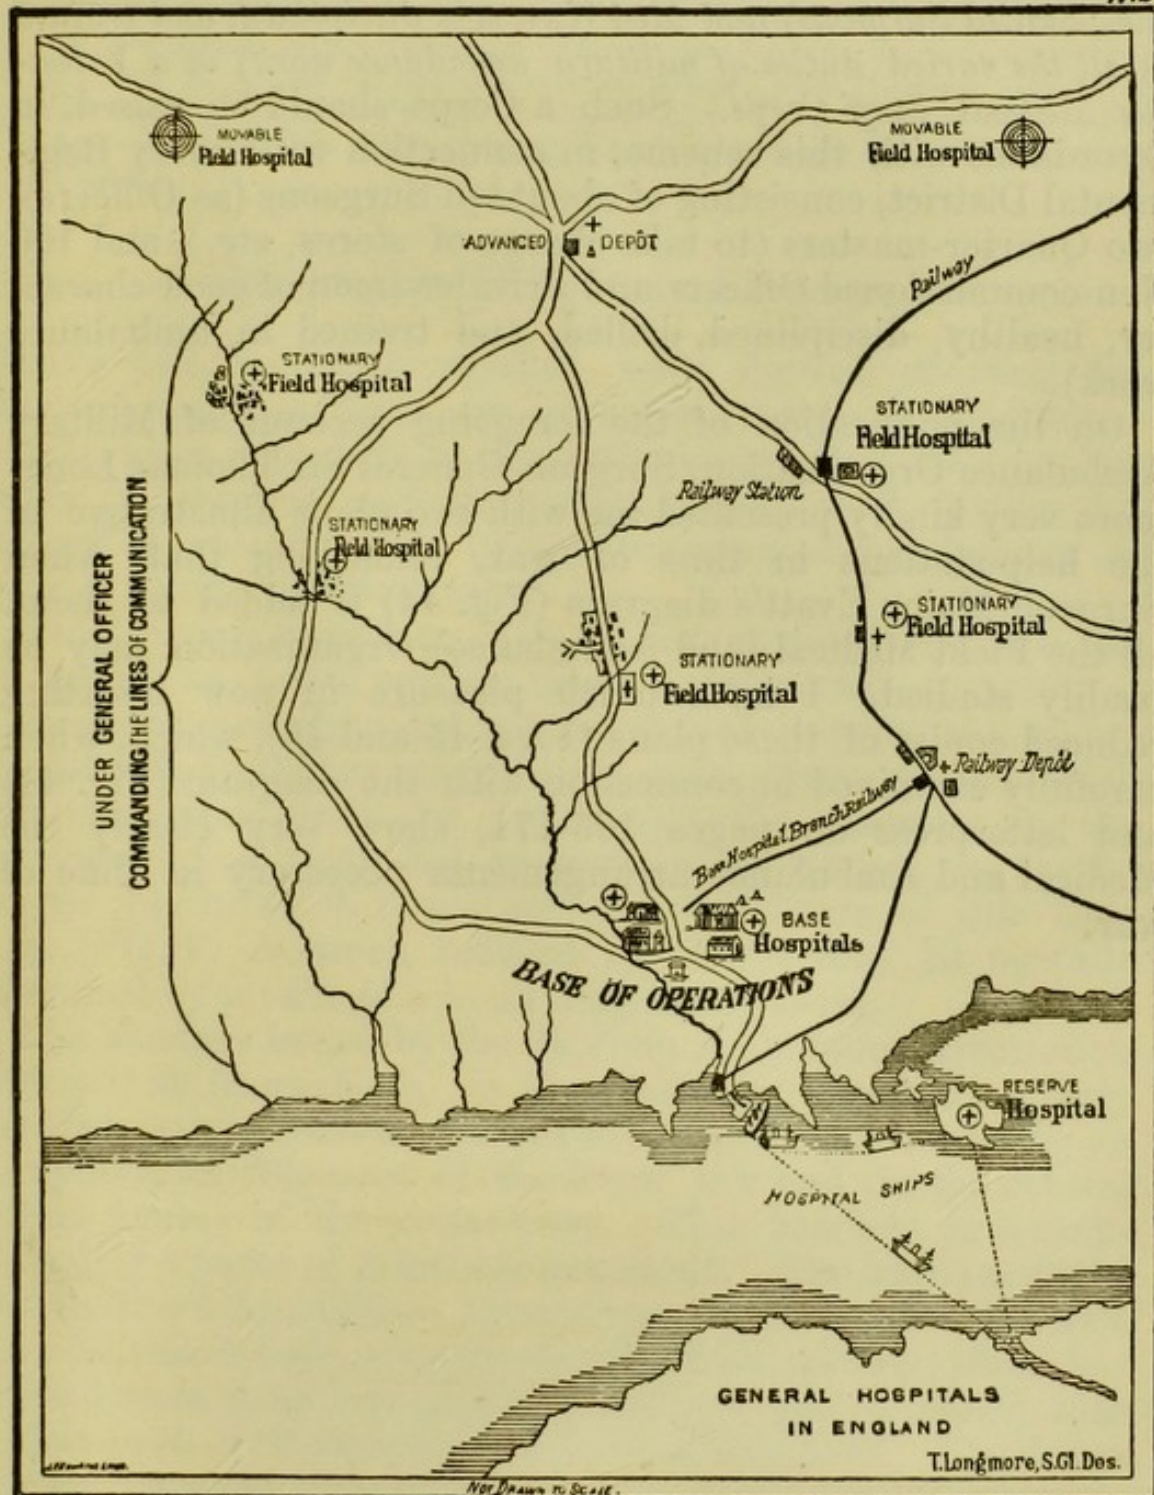 MOVABLE
Field Hospital
MOVABLE
Field Hospital
ADVANCED DEPÔT
Railway
STATIONARY
Field Hospital
STATIONARY
Field Hospittal
Railway Station
STATIONARY
Field Hospital
STATIONARY
Field Hospital
STATIONARY
Field Hospital
UNDER GENERAL OFFICER
COMMANDING THE LINES OF COMMUNICATION
Railway Depôt
Base Hospital Branch Railway
BASE
Hospitals
BASE OF OPERATIONS
RESERVE
Hospital
HOSPITAL SHIPS
GENERAL HOSPITALS
IN ENGLAND
T. Longmore, S.Gl. Des.
NOT DRAWN TO SCALE.